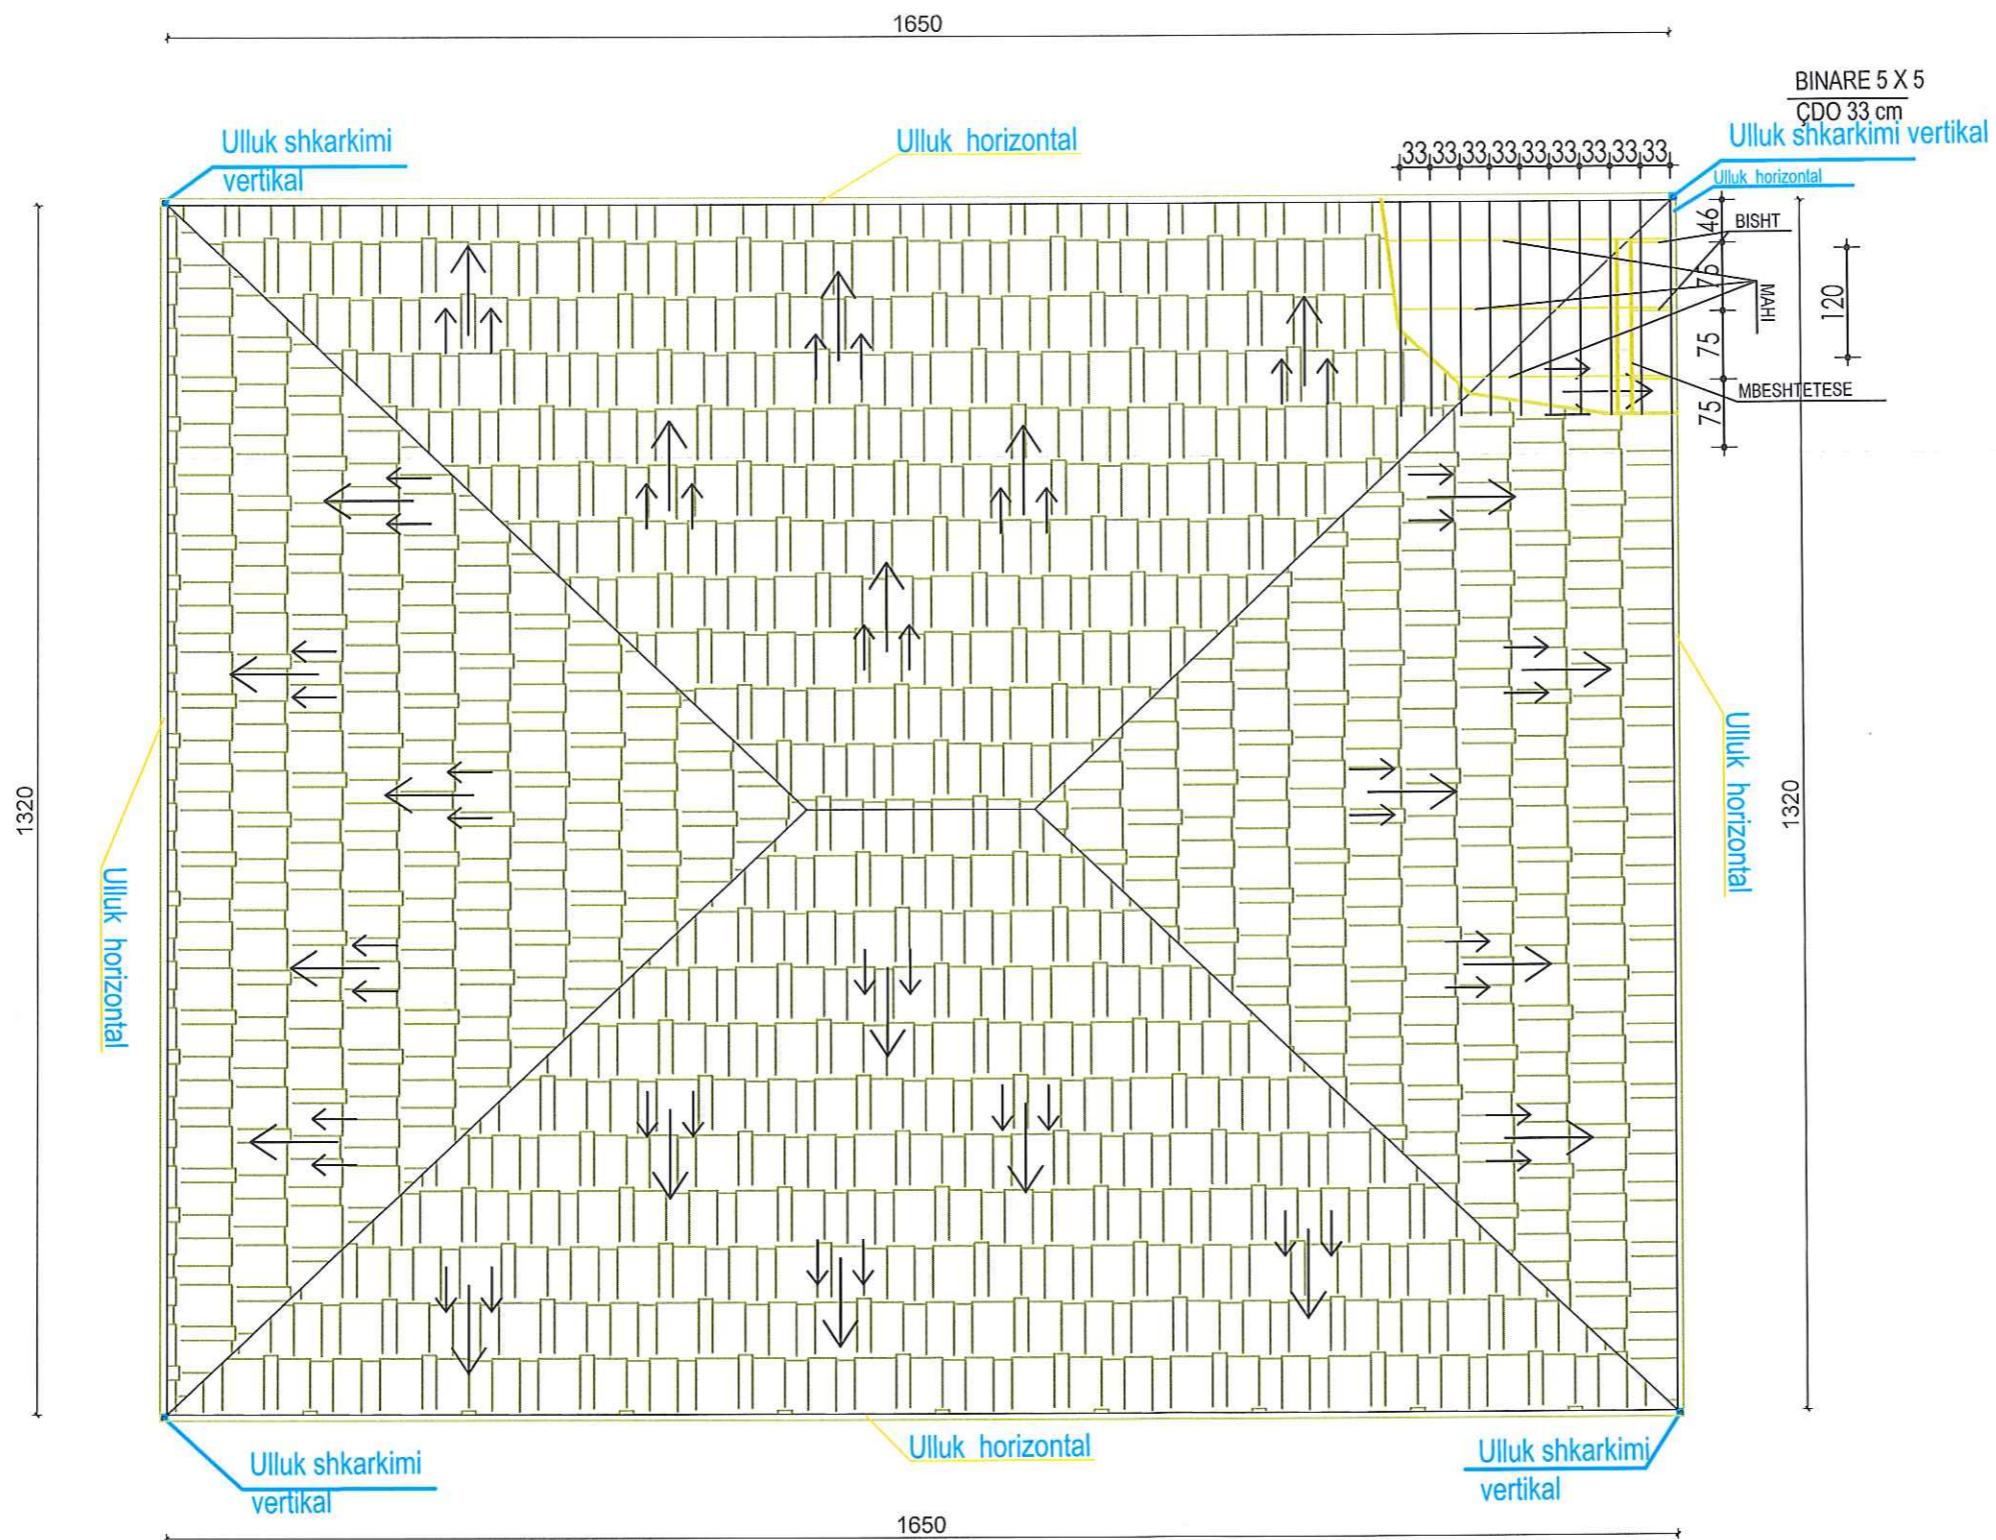 1650
BINARE 5 X 5
ÇDO 33 cm
Ulluk shkarkimi
vertikal
Ulluk horizontal
Ulluk shkarkimi vertikal
33 33 33 33 33 33 33 33 33
Ulluk horizontal
46
BISHT
75
MAHI
120
75
MBESHTETESE
75
1320
1320
Ulluk horizontal
Ulluk horizontal
Ulluk shkarkimi
vertikal
Ulluk horizontal
Ulluk shkarkimi
vertikal
1650